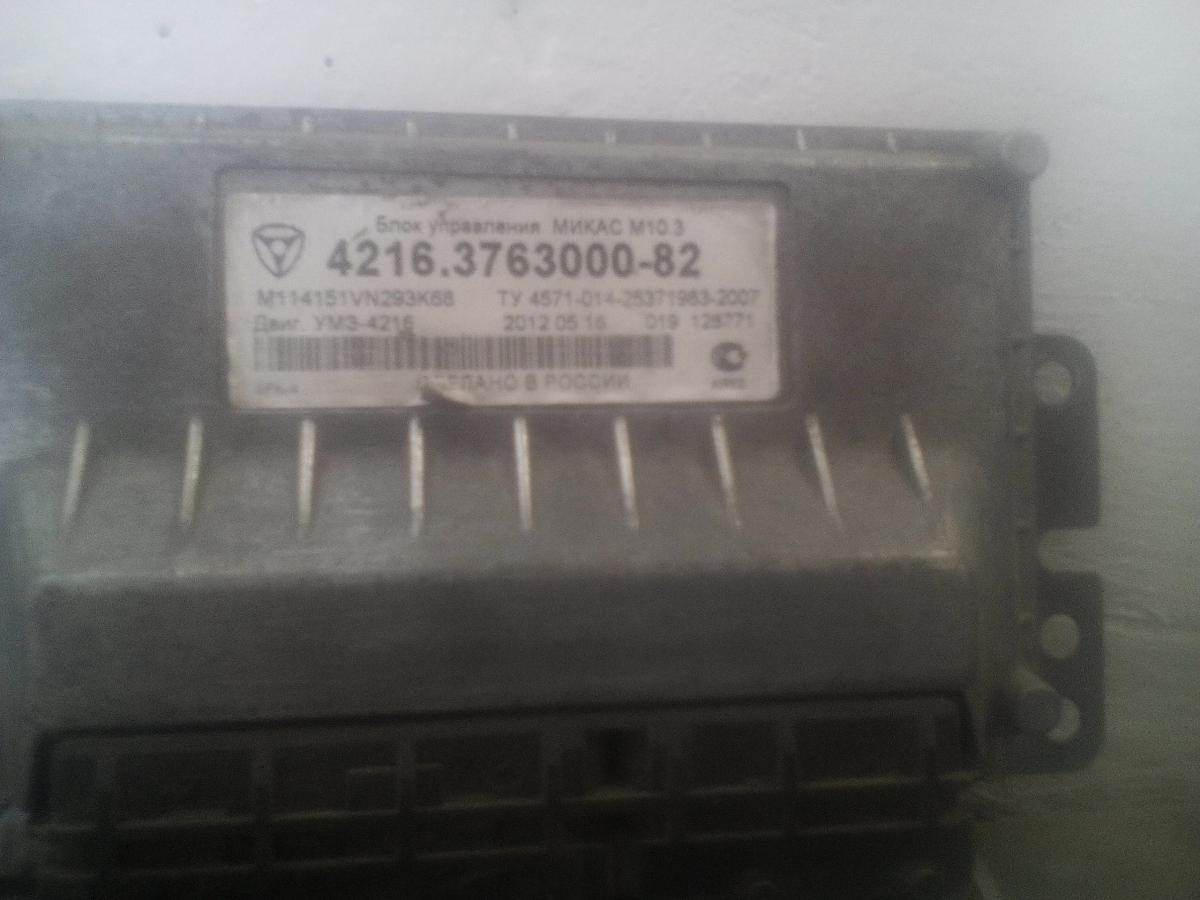 Блок управления МИКАС М10.3
4216.3763000-82
M114151VN293K68 ТУ 4571-014-25371983-2007
Двиг. УМЗ-4216 2012 05 16 019 128771
СДЕЛАНО В РОССИИ